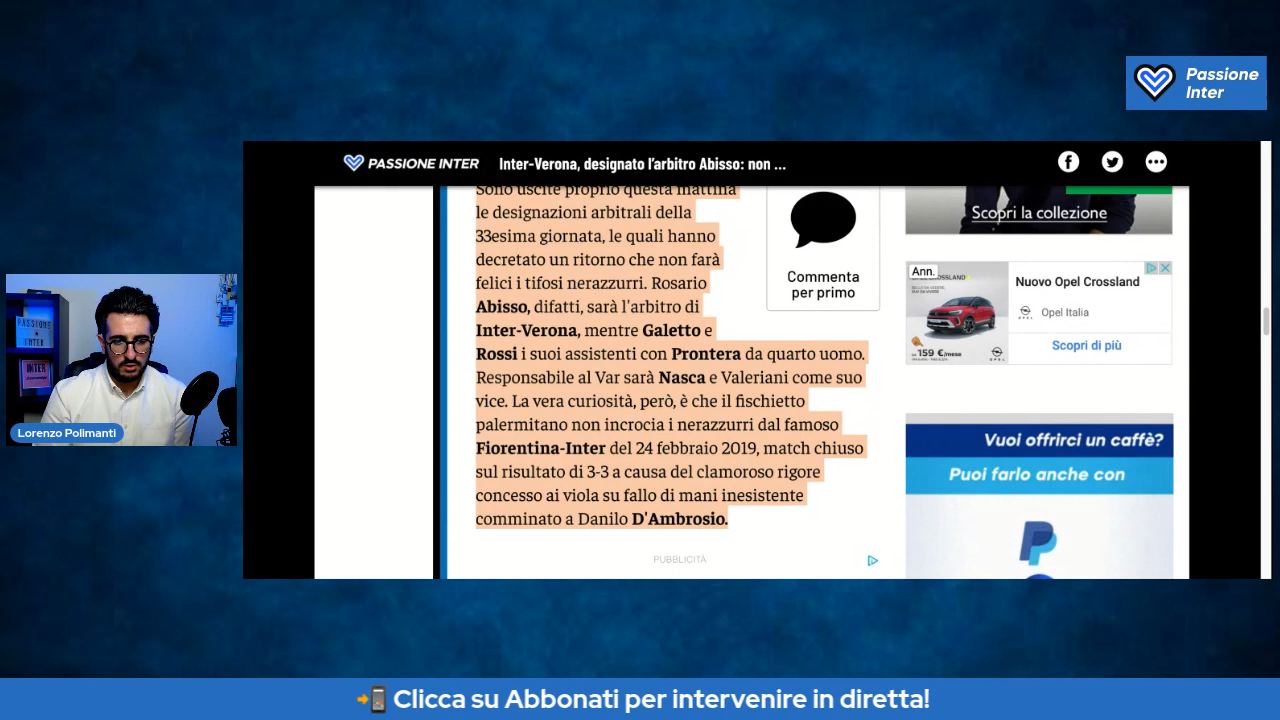 Passione
Inter
PASSIONE INTER
Inter-Verona, designato l'arbitro Abisso: non ...
Sono uscite proprio questa mattina
le designazioni arbitrali della
33esima giornata, le quali hanno
decretato un ritorno che non farà
felici i tifosi nerazzurri. Rosario
Abisso, difatti, sarà l'arbitro di
Inter-Verona, mentre Galetto e
Rossi i suoi assistenti con Prontera da quarto uomo.
Responsabile al Var sarà Nasca e Valeriani come suo
vice. La vera curiosità, però, è che il fischietto
palermitano non incrocia i nerazzurri dal famoso
Fiorentina-Inter del 24 febbraio 2019, match chiuso
sul risultato di 3-3 a causa del clamoroso rigore
concesso ai viola su fallo di mani inesistente
comminato a Danilo D'Ambrosio.
PUBBLICITÀ
Commenta
per primo
Scopri la collezione
Ann.
Nuovo Opel Crossland
Opel Italia
Scopri di più
159 €/mese
Vuoi offrirci un caffè?
Puoi farlo anche con
PASSIONE
INTER
INTER
Lorenzo Polimanti
Clicca su Abbonati per intervenire in diretta!